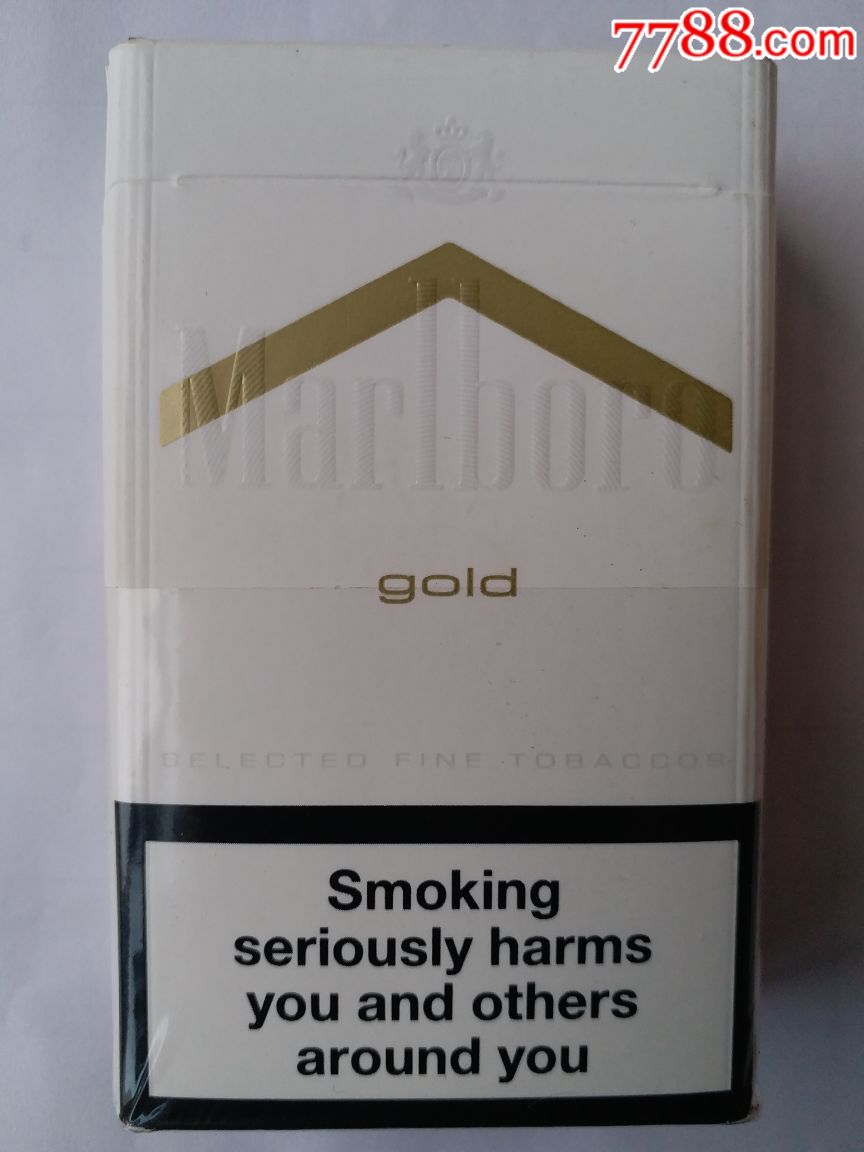 7788.com
Marlboro
gold
SELECTED FINE TOBACCOS
Smoking
seriously harms
you and others
around you